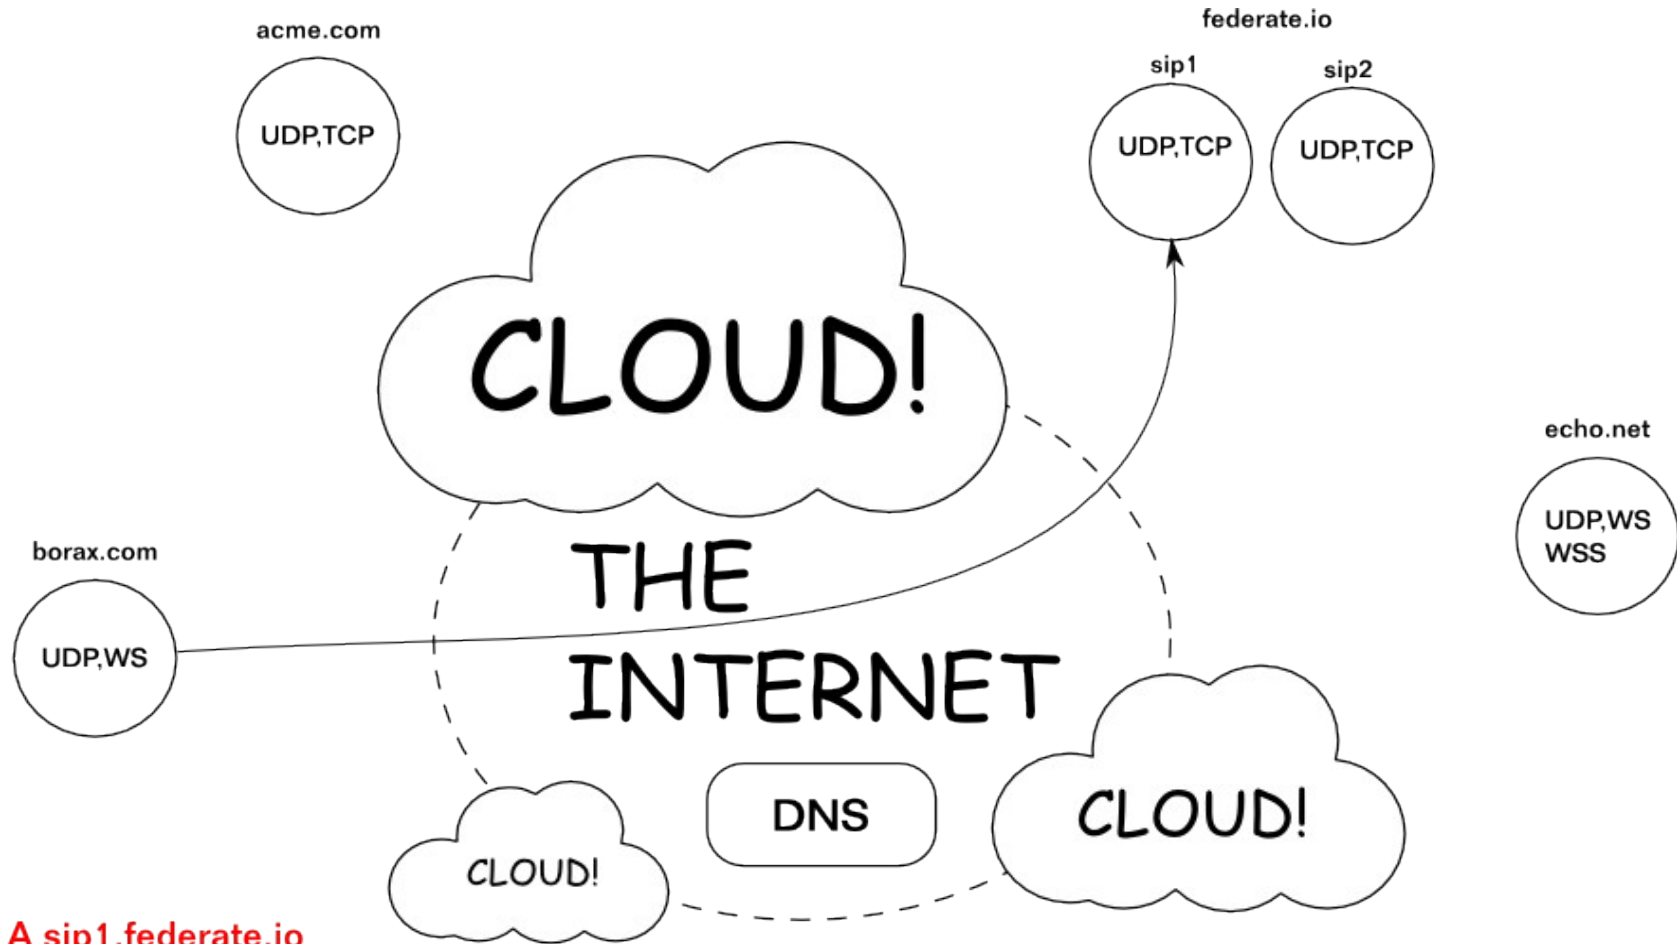 acme.com
UDP,TCP
federate.io
sip1
sip2
UDP,TCP
UDP,TCP
CLOUD!
echo.net
UDP,WS
WSS
borax.com
UDP,WS
THE
INTERNET
DNS
CLOUD!
CLOUD!
A sip1.federate.io